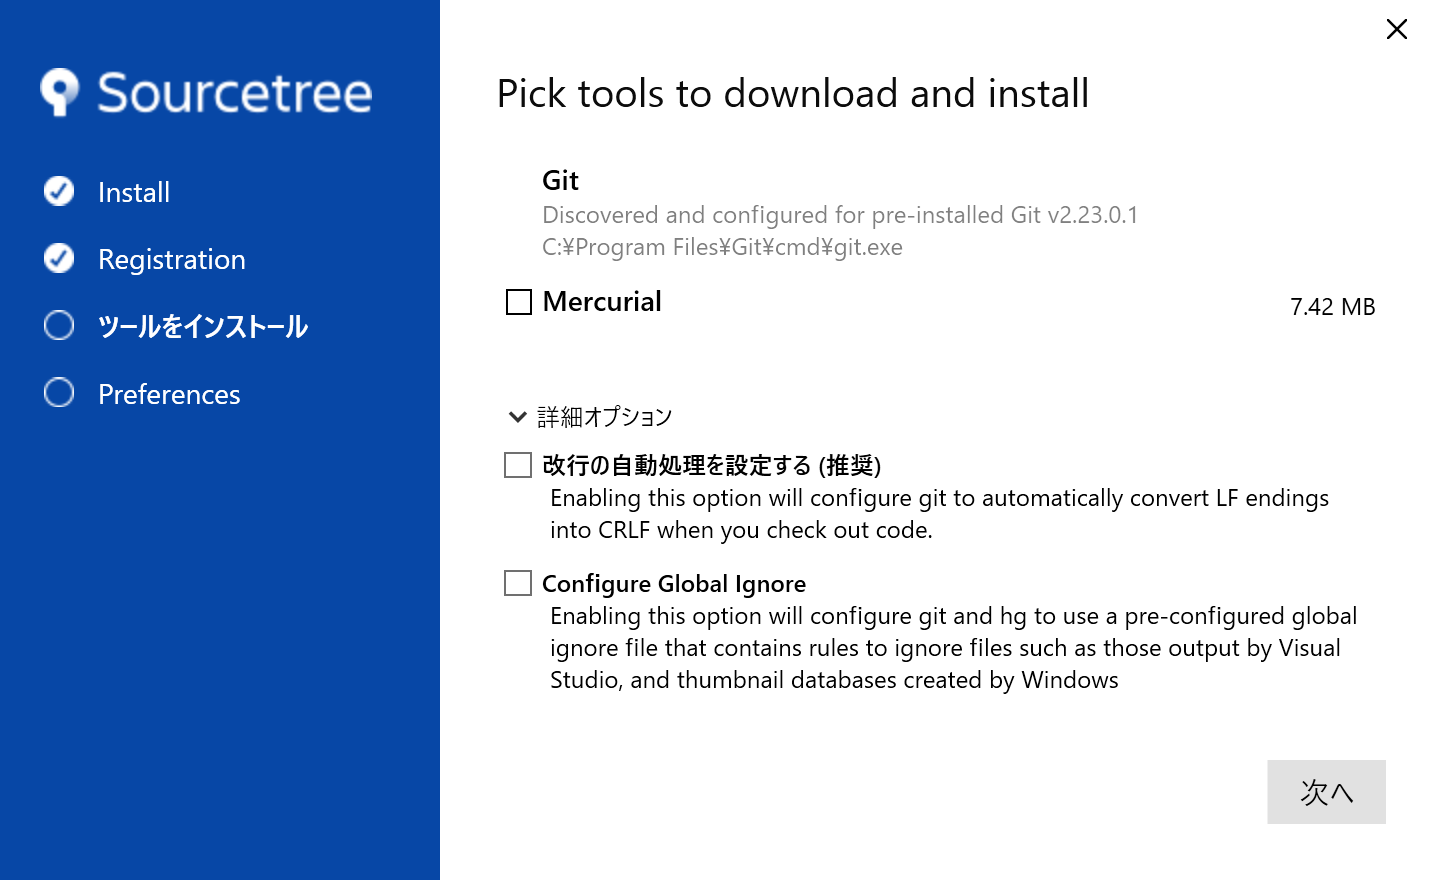 Sourcetree
Install
Registration
ツールをインストール
Preferences
Pick tools to download and install
Git
Discovered and configured for pre-installed Git v2.23.0.1
C:¥Program Files¥Git¥cmd¥git.exe
Mercurial
7.42 MB
詳細オプション
改行の自動処理を設定する (推奨)
Enabling this option will configure git to automatically convert LF endings
into CRLF when you check out code.
Configure Global Ignore
Enabling this option will configure git and hg to use a pre-configured global
ignore file that contains rules to ignore files such as those output by Visual
Studio, and thumbnail databases created by Windows
次へ